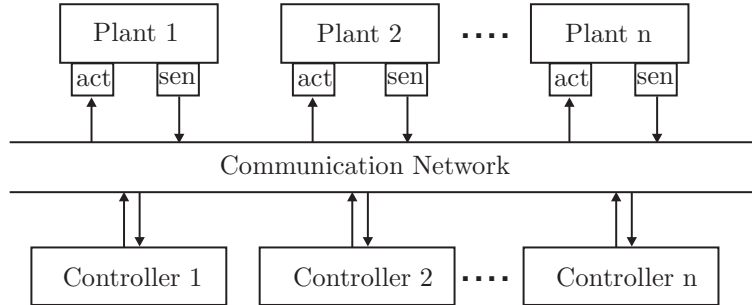 Plant 1 Plant 2 .... Plant n
act sen act sen act sen
Communication Network
Controller 1 Controller 2 .... Controller n